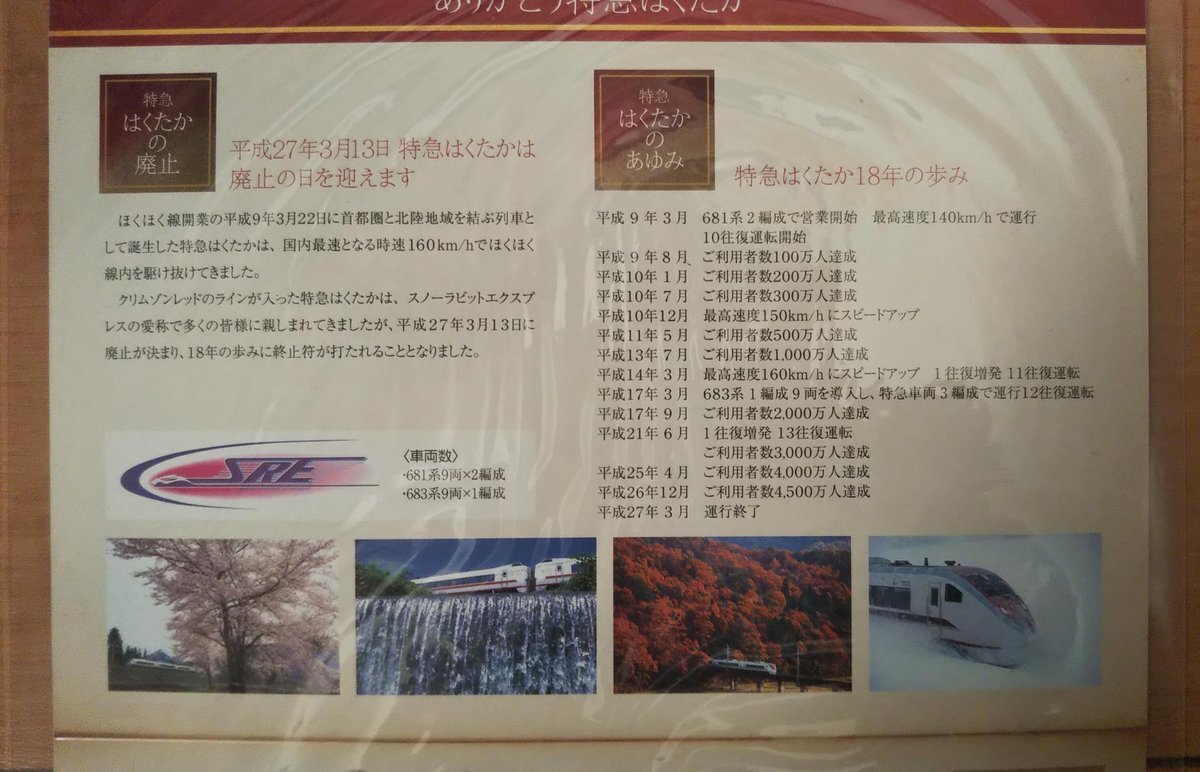 ありがとう特急はくたか
特急
はくたか
の
廃止
平成27年3月13日 特急はくたかは
廃止の日を迎えます
ほくほく線開業の平成9年3月22日に首都圏と北陸地域を結ぶ列車と
して誕生した特急はくたかは、国内最速となる時速160km/hでほくほく
線内を駆け抜けてきました。
クリムゾンレッドのラインが入った特急はくたかは、スノーラビットエクスプ
レスの愛称で多くの皆様に親しまれてきましたが、平成27年3月13日に
廃止が決まり、18年の歩みに終止符が打たれることとなりました。
SRE
〈車両数〉
・681系9両×2編成
・683系9両×1編成
特急
はくたか
の
あゆみ
特急はくたか18年の歩み
平成 9 年 3 月 681系 2 編成で営業開始 最高速度140km/hで運行
10往復運転開始
平成 9 年 8 月 ご利用者数100万人達成
平成10年 1 月 ご利用者数200万人達成
平成10年 7 月 ご利用者数300万人達成
平成10年12月 最高速度150km/hにスピードアップ
平成11年 5 月 ご利用者数500万人達成
平成13年 7 月 ご利用者数1,000万人達成
平成14年 3 月 最高速度160km/hにスピードアップ 1 往復増発 11往復運転
平成17年 3 月 683系 1 編成 9 両を導入し、特急車両 3 編成で運行12往復運転
平成17年 9 月 ご利用者数2,000万人達成
平成21年 6 月 1 往復増発 13往復運転
ご利用者数3,000万人達成
平成25年 4 月 ご利用者数4,000万人達成
平成26年12月 ご利用者数4,500万人達成
平成27年 3 月 運行終了